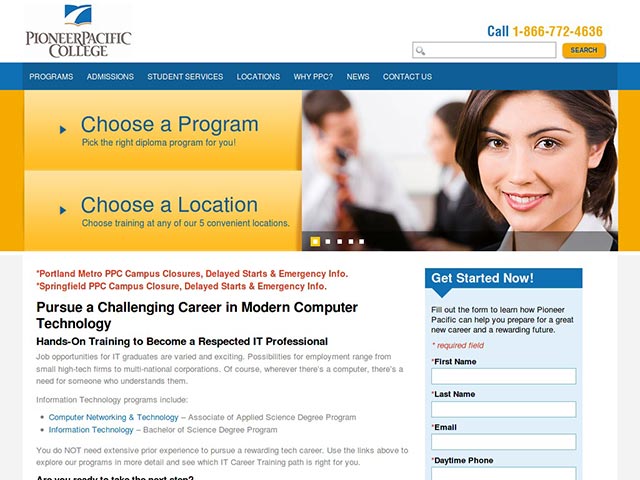 PIONEERPACIFIC
COLLEGE
Call 1-866-772-4636
SEARCH
PROGRAMS ADMISSIONS STUDENT SERVICES LOCATIONS WHY PPC? NEWS CONTACT US
Choose a Program
Pick the right diploma program for you!
Choose a Location
Choose training at any of our 5 convenient locations.
*Portland Metro PPC Campus Closures, Delayed Starts & Emergency Info.
*Springfield PPC Campus Closure, Delayed Starts & Emergency Info.
Pursue a Challenging Career in Modern Computer
Technology
Hands-On Training to Become a Respected IT Professional
Job opportunities for IT graduates are varied and exciting. Possibilities for employment range from
small high-tech firms to multi-national corporations. Of course, wherever there's a computer, there's a
need for someone who understands them.
Information Technology programs include:
• Computer Networking & Technology – Associate of Applied Science Degree Program
• Information Technology – Bachelor of Science Degree Program
You do NOT need extensive prior experience to pursue a rewarding tech career. Use the links above to
explore our programs in more detail and see which IT Career Training path is right for you.
Are you ready to take the next step?
Get Started Now!
Fill out the form to learn how Pioneer
Pacific can help you prepare for a great
new career and a rewarding future.
* required field
*First Name
*Last Name
*Email
*Daytime Phone